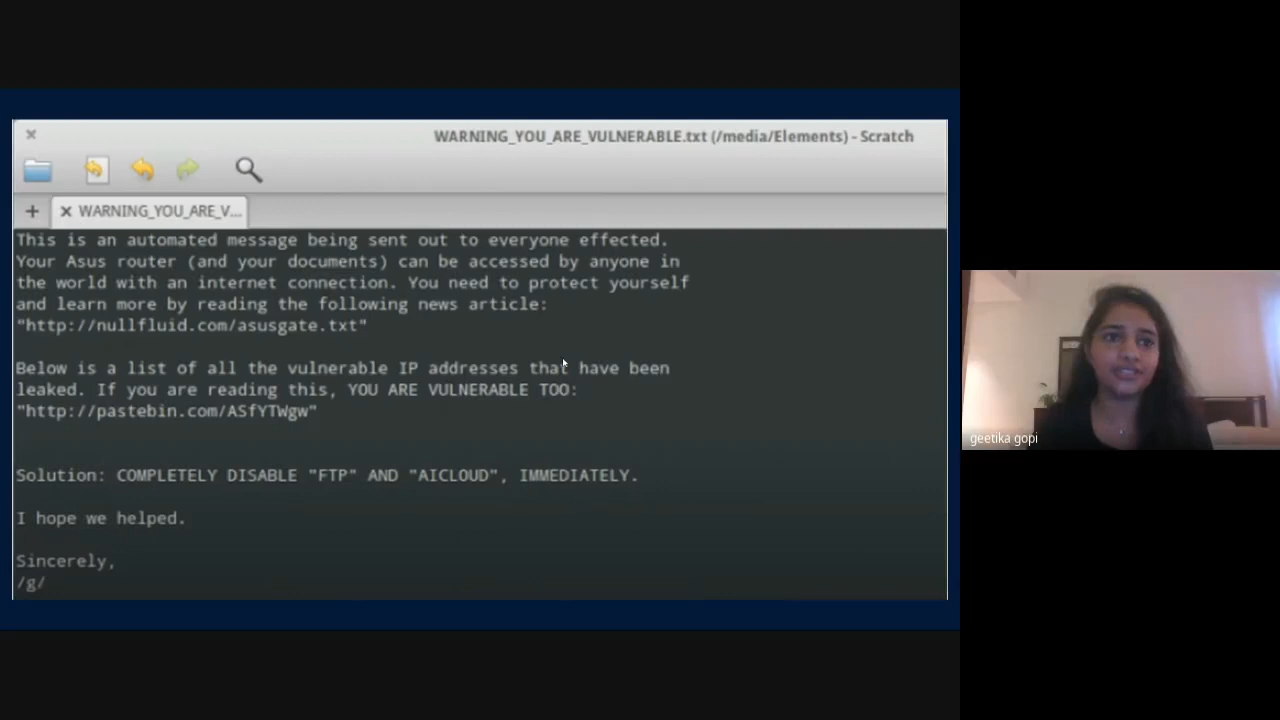 WARNING_YOU_ARE_VULNERABLE.txt (/media/Elements) - Scratch
WARNING_YOU_ARE_V...
This is an automated message being sent out to everyone effected.
Your Asus router (and your documents) can be accessed by anyone in
the world with an internet connection. You need to protect yourself
and learn more by reading the following news article:
"http://nullfluid.com/asusgate.txt"
Below is a list of all the vulnerable IP addresses that have been
leaked. If you are reading this, YOU ARE VULNERABLE TOO:
"http://pastebin.com/ASfYTWgw"
Solution: COMPLETELY DISABLE "FTP" AND "AICLOUD", IMMEDIATELY.
I hope we helped.
Sincerely,
/g/
geetika gopi